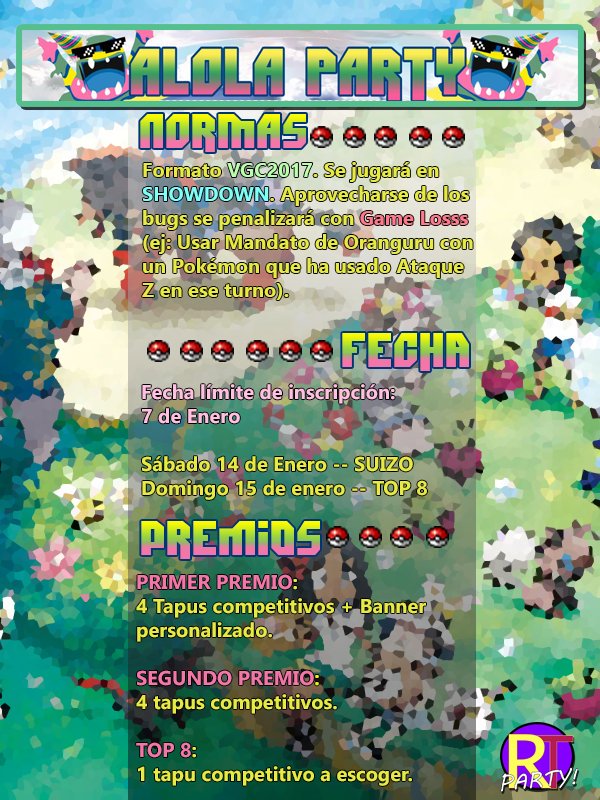 ALOLA PARTY
NORMAS
Formato VGC2017. Se jugará en
SHOWDOWN. Aprovecharse de los
bugs se penalizará con Game Losss
(ej: Usar Mandato de Oranguru con
un Pokémon que ha usado Ataque
Z en ese turno).
FECHA
Fecha límite de inscripción:
7 de Enero
Sábado 14 de Enero -- SUIZO
Domingo 15 de enero -- TOP 8
PREMIOS
PRIMER PREMIO:
4 Tapus competitivos + Banner
personalizado.
SEGUNDO PREMIO:
4 tapus competitivos.
TOP 8:
1 tapu competitivo a escoger.
RT
PARTY!